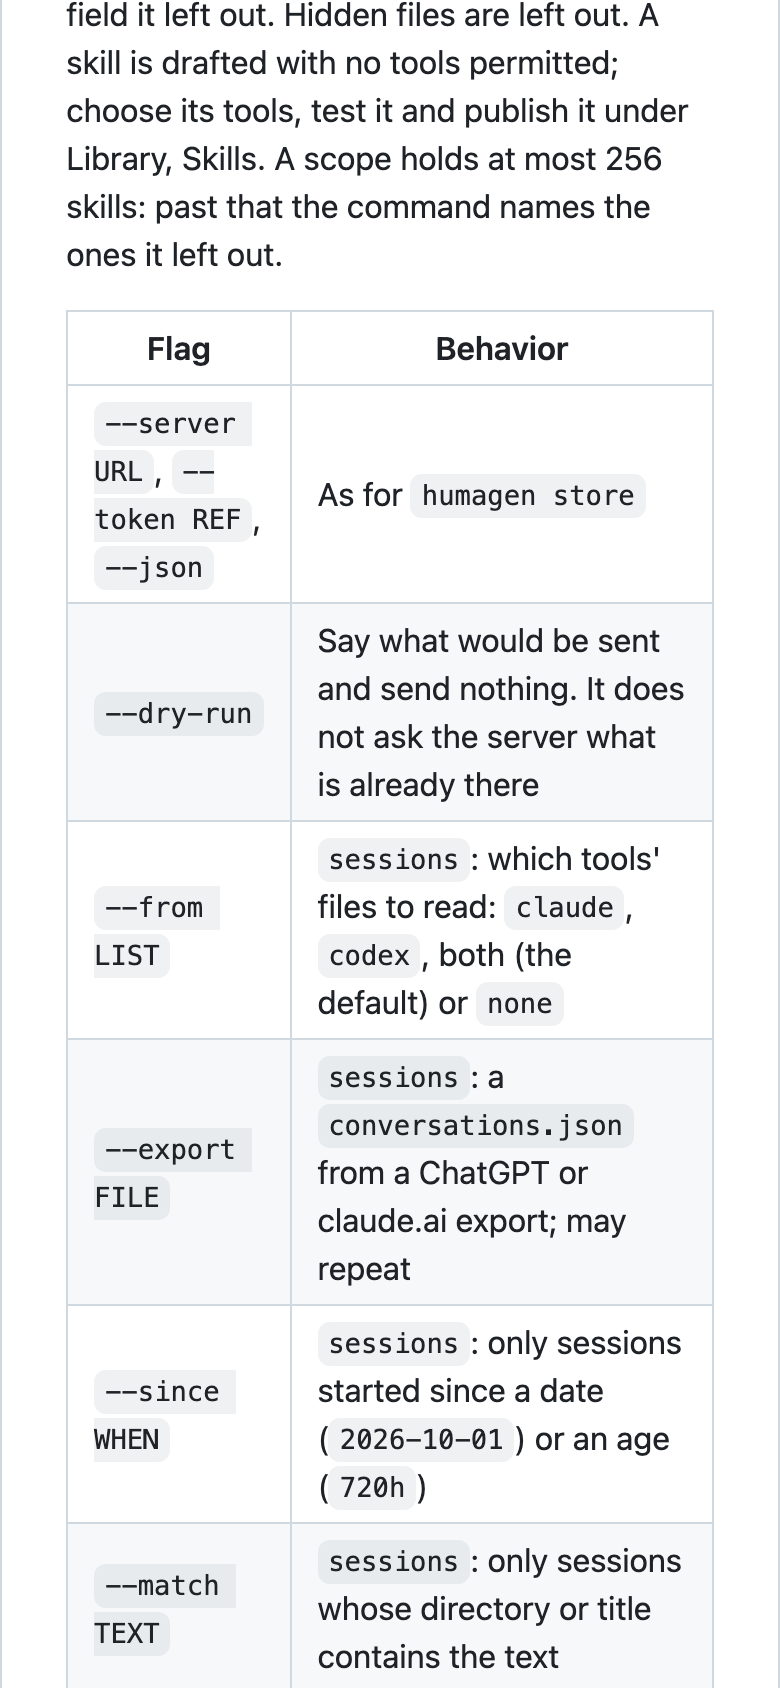 field it left out. Hidden files are left out. A
skill is drafted with no tools permitted;
choose its tools, test it and publish it under
Library, Skills. A scope holds at most 256
skills: past that the command names the
ones it left out.
Flag
Behavior
--server
URL, --
token REF,
--json
As for humagen store
--dry-run
Say what would be sent
and send nothing. It does
not ask the server what
is already there
--from
LIST
sessions: which tools'
files to read: claude,
codex, both (the
default) or none
--export
FILE
sessions: a
conversations.json
from a ChatGPT or
claude.ai export; may
repeat
--since
WHEN
sessions: only sessions
started since a date
(2026-10-01) or an age
(720h)
--match
TEXT
sessions: only sessions
whose directory or title
contains the text